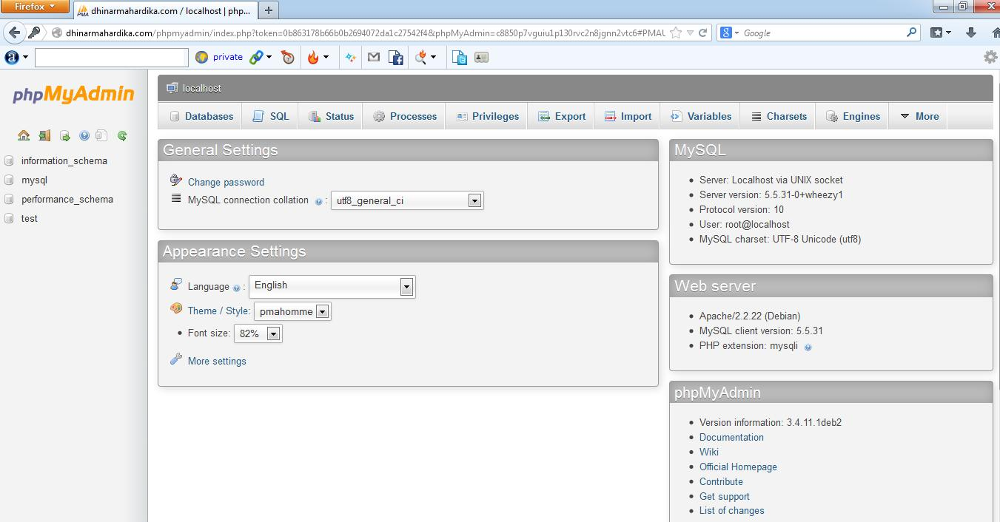 Firefox
dhinarmahardika.com / localhost | php...
dhinarmahardika.com/phpmyadmin/index.php?token=0b863178b66b0b2694072da1c27542f4&phpMyAdmin=c8850p7vguiu1p130rvc2n8jgnn2vtc6#PMAU
Google
private
phpMyAdmin
information_schema
mysql
performance_schema
test
localhost
Databases SQL Status Processes Privileges Export Import Variables Charsets Engines More
General Settings
Change password
MySQL connection collation : utf8_general_ci
Appearance Settings
Language : English
Theme / Style: pmahomme
Font size: 82%
More settings
MySQL
Server: Localhost via UNIX socket
Server version: 5.5.31-0+wheezy1
Protocol version: 10
User: root@localhost
MySQL charset: UTF-8 Unicode (utf8)
Web server
Apache/2.2.22 (Debian)
MySQL client version: 5.5.31
PHP extension: mysqli
phpMyAdmin
Version information: 3.4.11.1deb2
Documentation
Wiki
Official Homepage
Contribute
Get support
List of changes